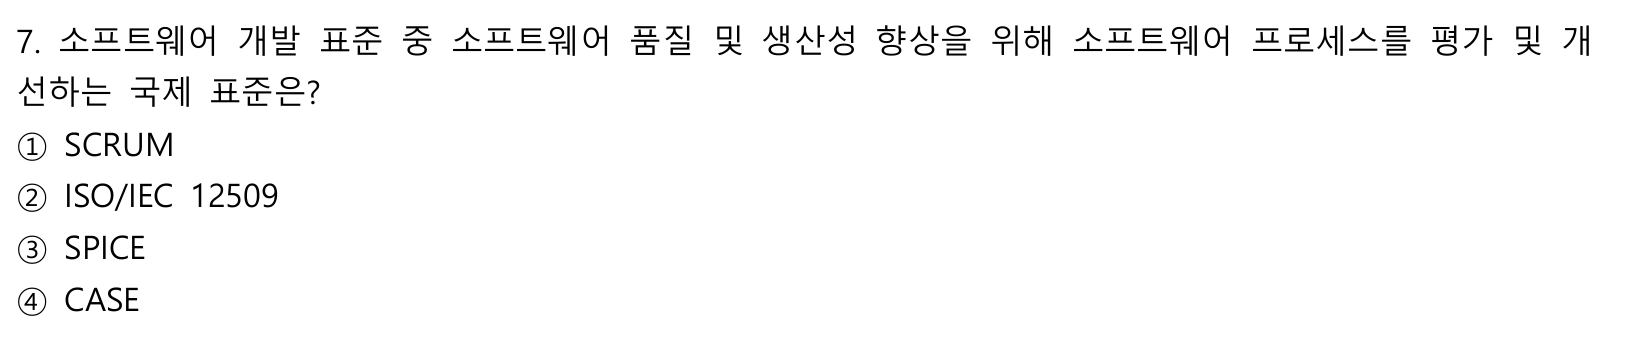 7. 소프트웨어 개발 표준 중 소프트웨어 품질 및 생산성 향상을 위해 소프트웨어 프로세스를 평가 및 개
선하는 국제 표준은?
① SCRUM
② ISO/IEC 12509
③ SPICE
④ CASE